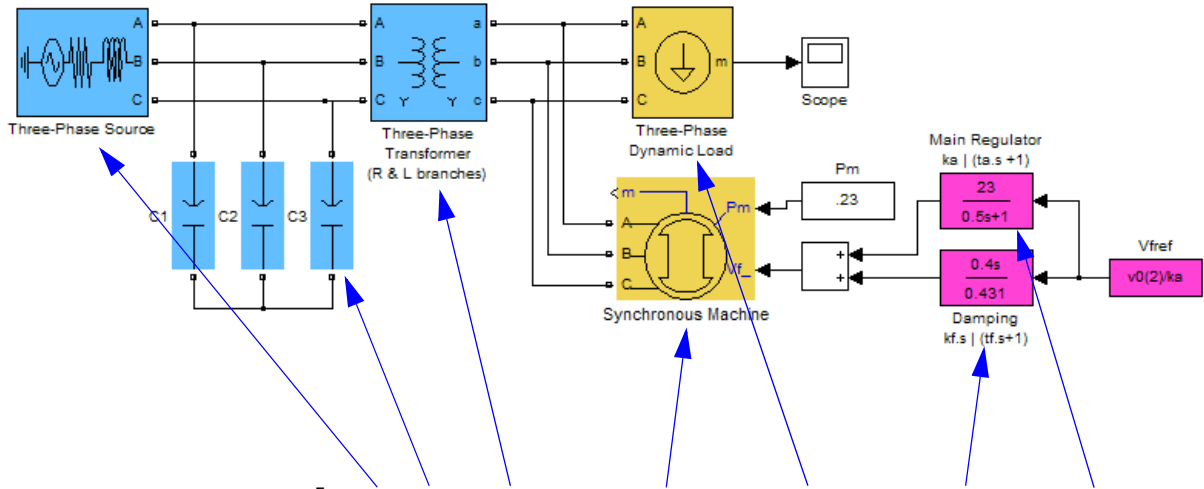 A
B
C
Three-Phase Source
A
B
C
a
b
c
Y
Y
Three-Phase
Transformer
(R & L branches)
A
B
C
m
Three-Phase
Dynamic Load
Scope
C1
C2
C3
m
A
B
C
Pm
Vf_
Synchronous Machine
Pm
.23
+
+
Main Regulator
ka | (ta.s +1)
23
0.5s+1
0.4s
0.431
Damping
kf.s | (tf.s+1)
Vfref
v0(2)/ka